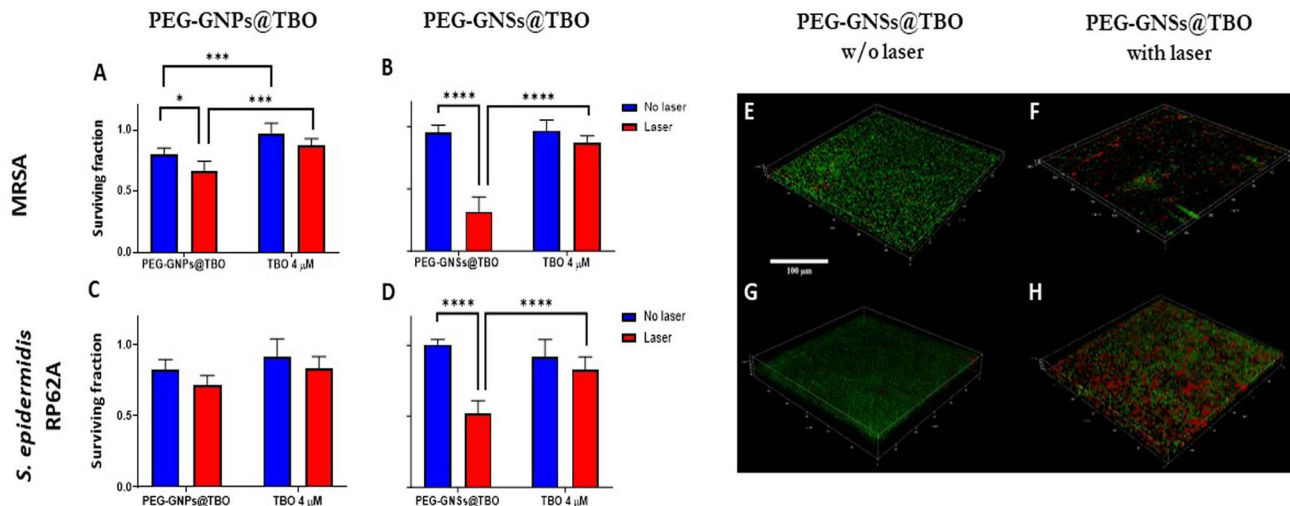 PEG-GNPs@TBO
PEG-GNSs@TBO
PEG-GNSs@TBO
w/o laser
PEG-GNSs@TBO
with laser
MRSA
A
***
*
***
Surviving fraction
1.0
0.5
0.0
PEG-GNPs@TBO
TBO 4 μM
B
****
****
No laser
Laser
PEG-GNSs@TBO
TBO 4 μM
E
100 μm
F
S. epidermidis
RP62A
C
Surviving fraction
1.0
0.5
0.0
PEG-GNPs@TBO
TBO 4 μM
D
****
****
No laser
Laser
PEG-GNSs@TBO
TBO 4 μM
G
H